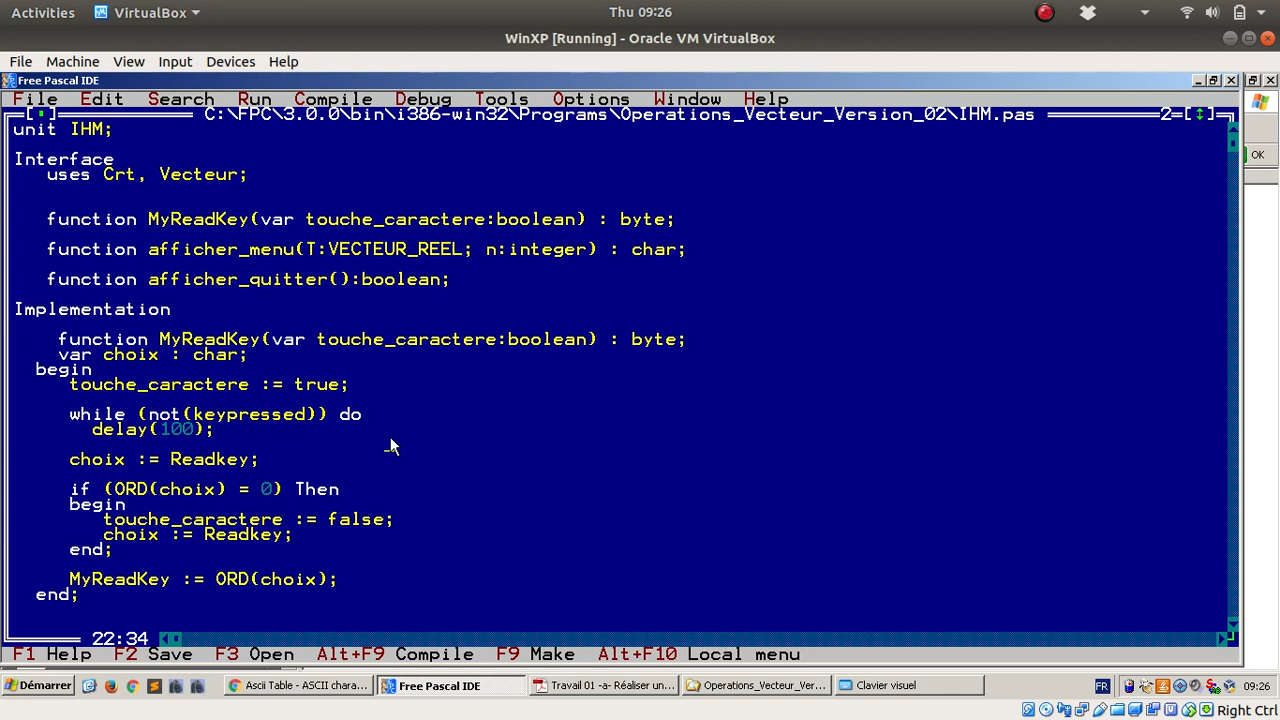 Activities VirtualBox Thu 09:26
WinXP [Running] - Oracle VM VirtualBox
File Machine View Input Devices Help
Free Pascal IDE
File Edit Search Run Compile Debug Tools Options Window Help
C:\FPC\3.0.0\bin\i386-win32\Programs\Operations_Vecteur_Version_02\IHM.pas 2=[↕]
unit IHM;
Interface
uses Crt, Vecteur;
OK
function MyReadKey(var touche_caractere:boolean) : byte;
function afficher_menu(T:VECTEUR_REEL; n:integer) : char;
function afficher_quitter():boolean;
Implementation
function MyReadKey(var touche_caractere:boolean) : byte;
var choix : char;
begin
touche_caractere := true;
while (not(keypressed)) do
delay(100);
choix := Readkey;
if (ORD(choix) = 0) Then
begin
touche_caractere := false;
choix := Readkey;
end;
MyReadKey := ORD(choix);
end;
22:34
F1 Help F2 Save F3 Open Alt+F9 Compile F9 Make Alt+F10 Local menu
Démarrer Ascii Table - ASCII chara... Free Pascal IDE Travail 01 -a- Réaliser un... Operations_Vecteur_Ver... Clavier visuel FR 09:26
Right Ctrl